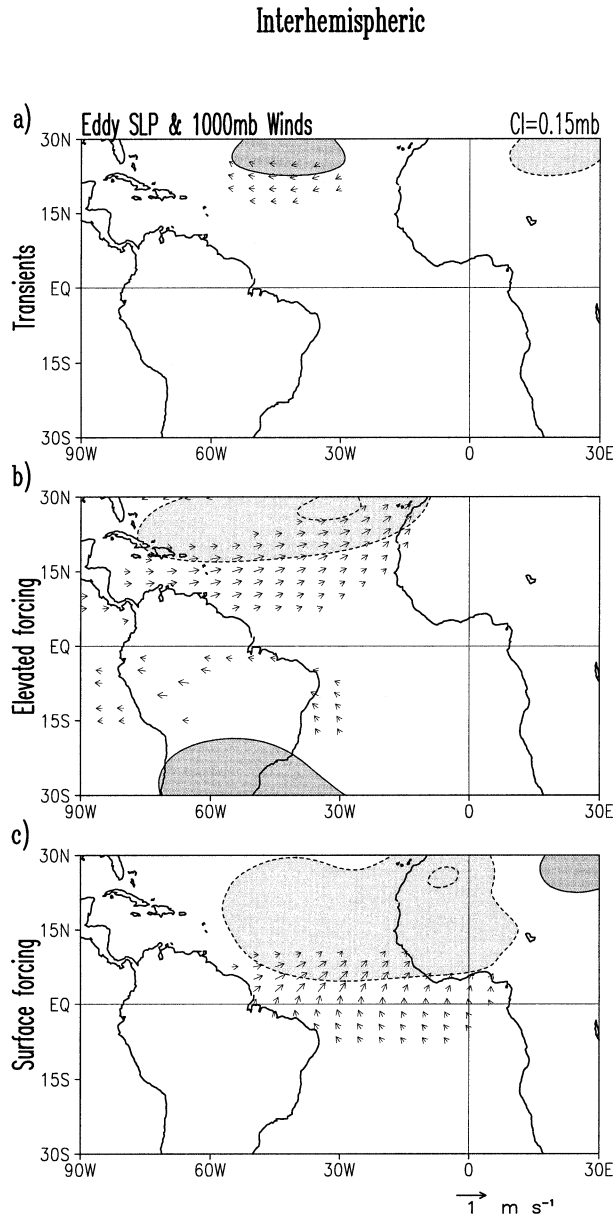 Interhemispheric
a)
Eddy SLP & 1000mb Winds CI=0.15mb
Transients
30N
15N
EQ
15S
30S
90W 60W 30W 0 30E
b)
Elevated forcing
30N
15N
EQ
15S
30S
90W 60W 30W 0 30E
c)
Surface forcing
30N
15N
EQ
15S
30S
90W 60W 30W 0 30E
1 m s⁻¹